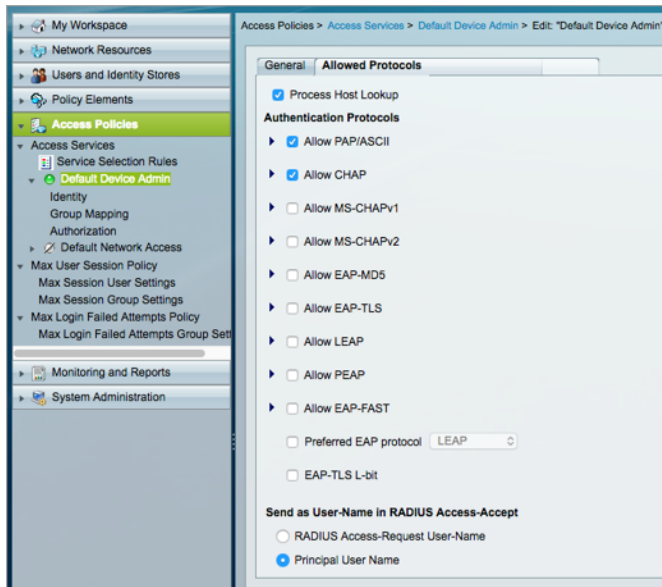 My Workspace
Network Resources
Users and Identity Stores
Policy Elements
Access Policies
Access Services
Service Selection Rules
Default Device Admin
Identity
Group Mapping
Authorization
Default Network Access
Max User Session Policy
Max Session User Settings
Max Session Group Settings
Max Login Failed Attempts Policy
Max Login Failed Attempts Group Sett
Monitoring and Reports
System Administration
Access Policies > Access Services > Default Device Admin > Edit: "Default Device Admin"
General Allowed Protocols
Process Host Lookup
Authentication Protocols
Allow PAP/ASCII
Allow CHAP
Allow MS-CHAPv1
Allow MS-CHAPv2
Allow EAP-MD5
Allow EAP-TLS
Allow LEAP
Allow PEAP
Allow EAP-FAST
Preferred EAP protocol LEAP
EAP-TLS L-bit
Send as User-Name in RADIUS Access-Accept
RADIUS Access-Request User-Name
Principal User Name